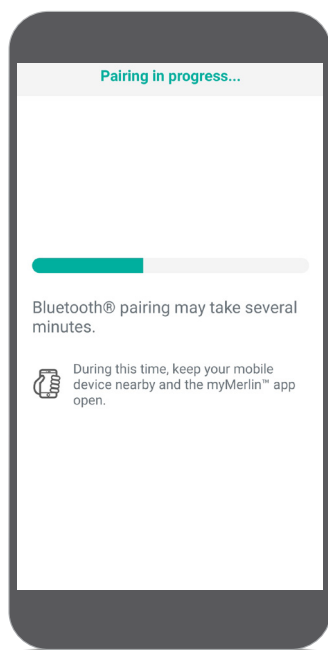 Pairing in progress...
Bluetooth® pairing may take several
minutes.
During this time, keep your mobile
device nearby and the myMerlin™ app
open.